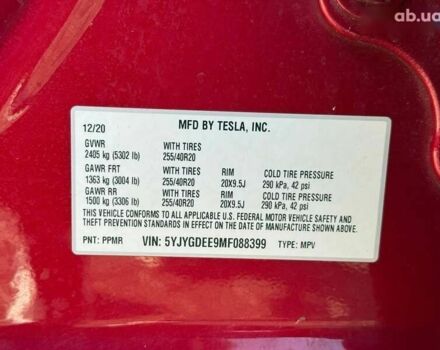 ab.ua
12/20 MFD BY TESLA, INC.
GVWR WITH TIRES
2405 kg (5302 lb) 255/40R20
GAWR FRT WITH TIRES RIM COLD TIRE PRESSURE
1363 kg (3004 lb) 255/40R20 20X9.5J 290 kPa, 42 psi
GAWR RR WITH TIRES RIM COLD TIRE PRESSURE
1500 kg (3306 lb) 255/40R20 20X9.5J 290 kPa, 42 psi
THIS VEHICLE CONFORMS TO ALL APPLICABLE U.S. FEDERAL MOTOR VEHICLE SAFETY AND
THEFT PREVENTION STANDARDS IN EFFECT ON THE DATE OF MANUFACTURE SHOWN ABOVE.
PNT: PPMR VIN: 5YJYGDEE9MF088399 TYPE: MPV